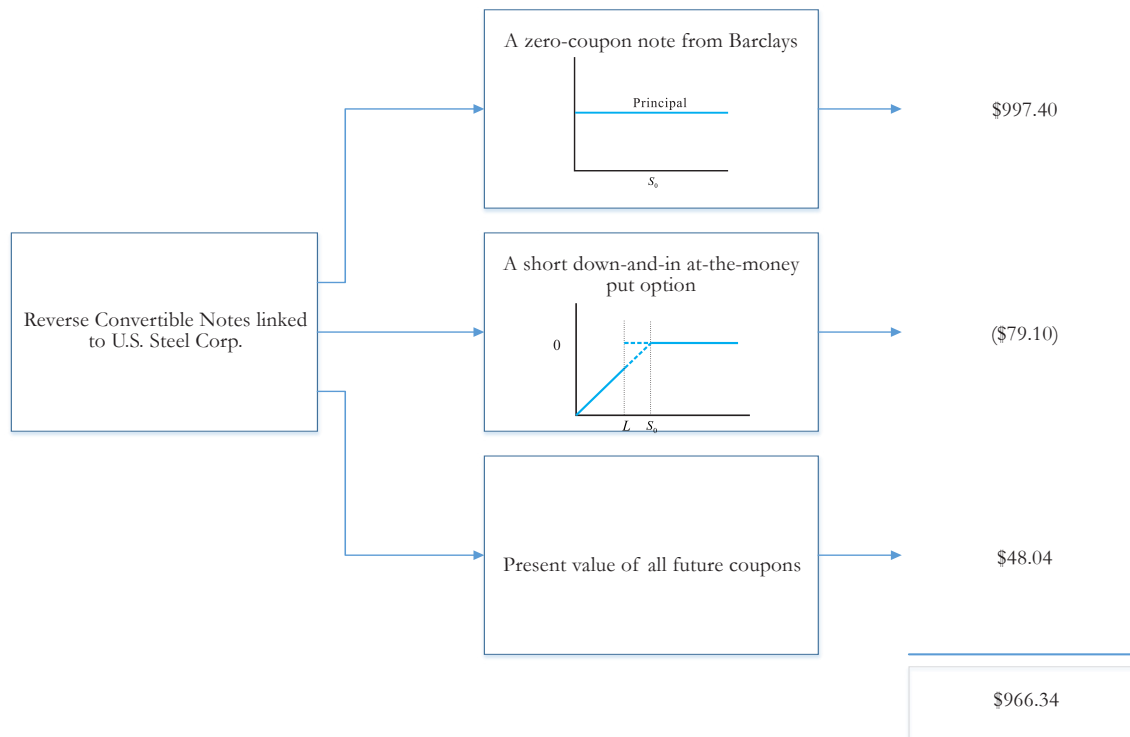 A zero-coupon note from Barclays
Principal
S₀
$997.40
Reverse Convertible Notes linked
to U.S. Steel Corp.
A short down-and-in at-the-money
put option
0
L S₀
($79.10)
Present value of all future coupons
$48.04
$966.34